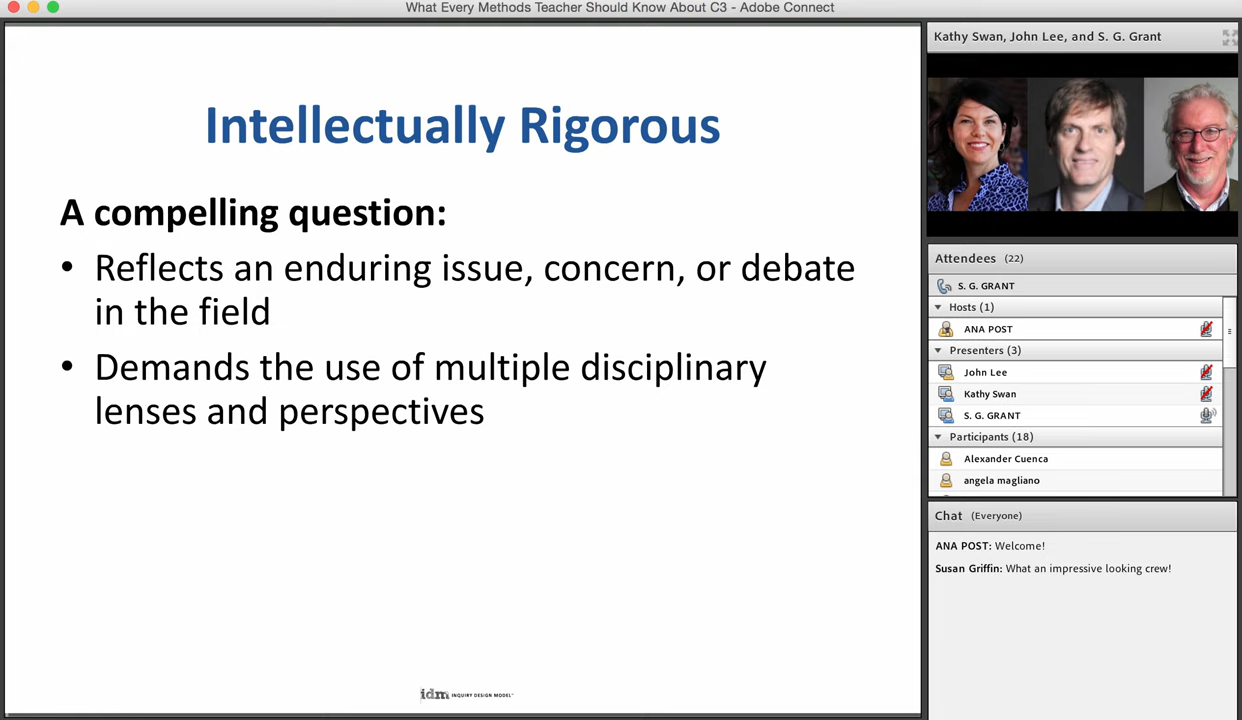 What Every Methods Teacher Should Know About C3 - Adobe Connect
Intellectually Rigorous
A compelling question:
• Reflects an enduring issue, concern, or debate
in the field
• Demands the use of multiple disciplinary
lenses and perspectives
idm INQUIRY DESIGN MODEL™
Kathy Swan, John Lee, and S. G. Grant
Attendees (22)
S. G. GRANT
Hosts (1)
ANA POST
Presenters (3)
John Lee
Kathy Swan
S. G. GRANT
Participants (18)
Alexander Cuenca
angela magliano
Chat (Everyone)
ANA POST: Welcome!
Susan Griffin: What an impressive looking crew!